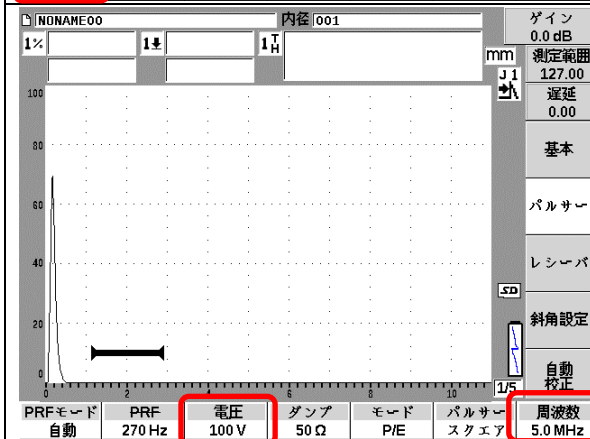 NONAME00 内径 001 ゲイン
0.0 dB
1% 1 1 T
H
mm
測定範囲
127.00
J 1
遅延
0.00
基本
パルサー
レシーバ
斜角設定
自動
校正
100
80
60
40
20
0
0 2 4 6 8 10
SD
1/5
PRFモード PRF 電圧 ダンプ モード パルサー 周波数
自動 270 Hz 100 V 50 Ω P/E スクエア 5.0 MHz